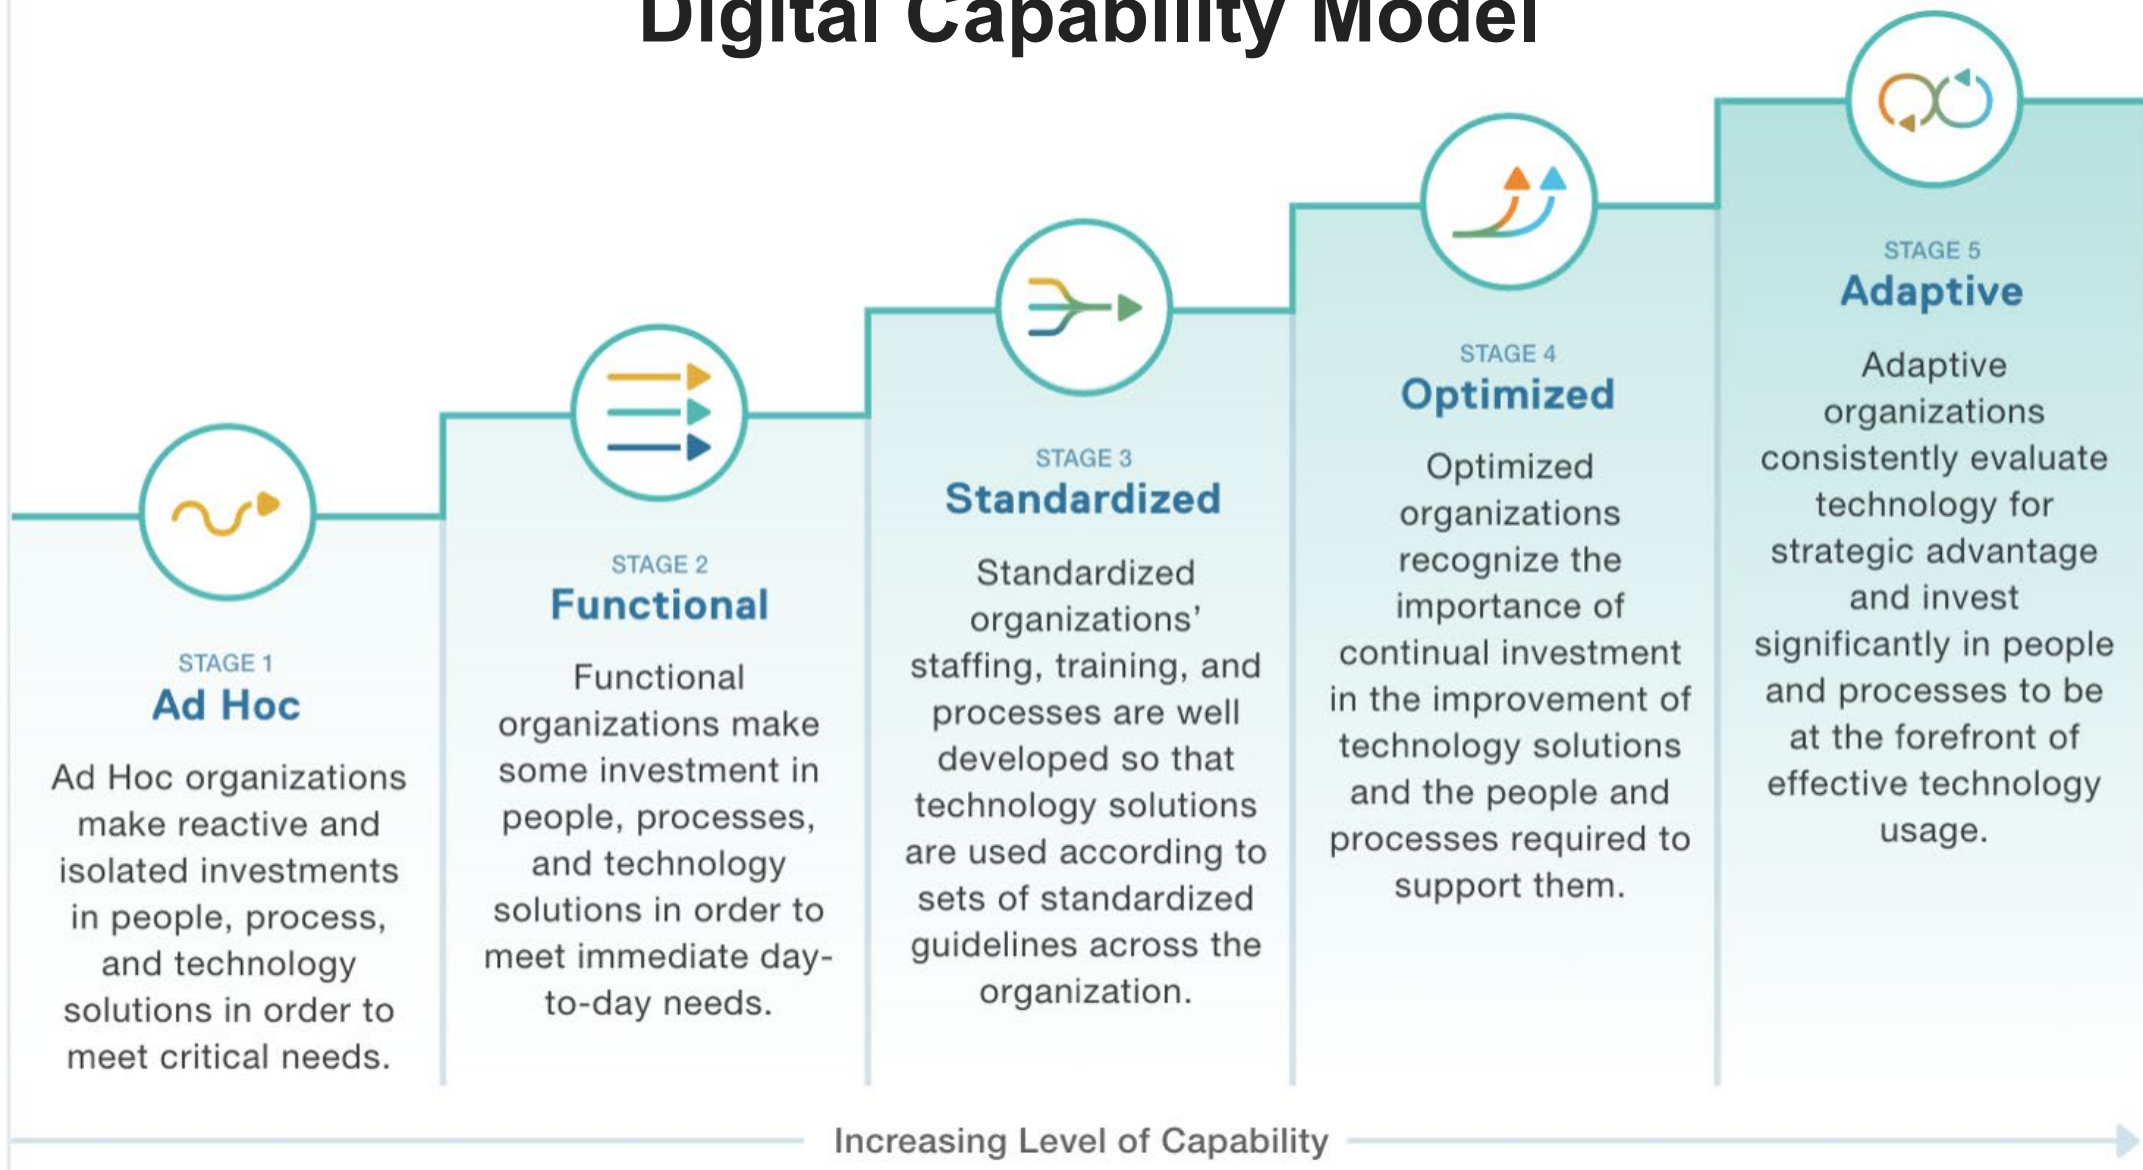 Digital Capability Model
STAGE 1
Ad Hoc
Ad Hoc organizations
make reactive and
isolated investments
in people, process,
and technology
solutions in order to
meet critical needs.
STAGE 2
Functional
Functional
organizations make
some investment in
people, processes,
and technology
solutions in order to
meet immediate day-
to-day needs.
STAGE 3
Standardized
Standardized
organizations’
staffing, training, and
processes are well
developed so that
technology solutions
are used according to
sets of standardized
guidelines across the
organization.
STAGE 4
Optimized
Optimized
organizations
recognize the
importance of
continual investment
in the improvement of
technology solutions
and the people and
processes required to
support them.
STAGE 5
Adaptive
Adaptive
organizations
consistently evaluate
technology for
strategic advantage
and invest
significantly in people
and processes to be
at the forefront of
effective technology
usage.
Increasing Level of Capability